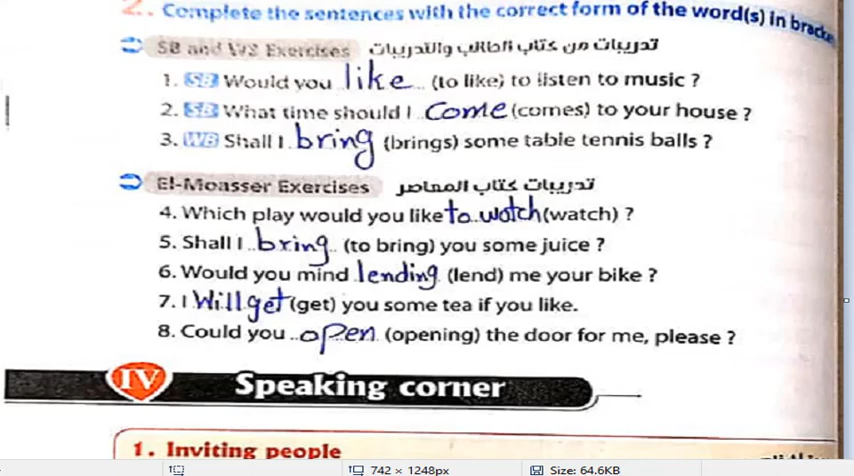 2. Complete the sentences with the correct form of the word(s) in bracke
SB and WB Exercises تدريبات من كتاب الطالب والتدريبات
1. SB Would you like (to like) to listen to music ?
2. SB What time should I come (comes) to your house ?
3. WB Shall I bring (brings) some table tennis balls ?
El-Moasser Exercises تدريبات كتاب المعاصر
4. Which play would you like to watch (watch) ?
5. Shall I bring (to bring) you some juice ?
6. Would you mind lending (lend) me your bike ?
7. I will get (get) you some tea if you like.
8. Could you open (opening) the door for me, please ?
IV Speaking corner
1. Inviting people
742 × 1248px Size: 64.6KB